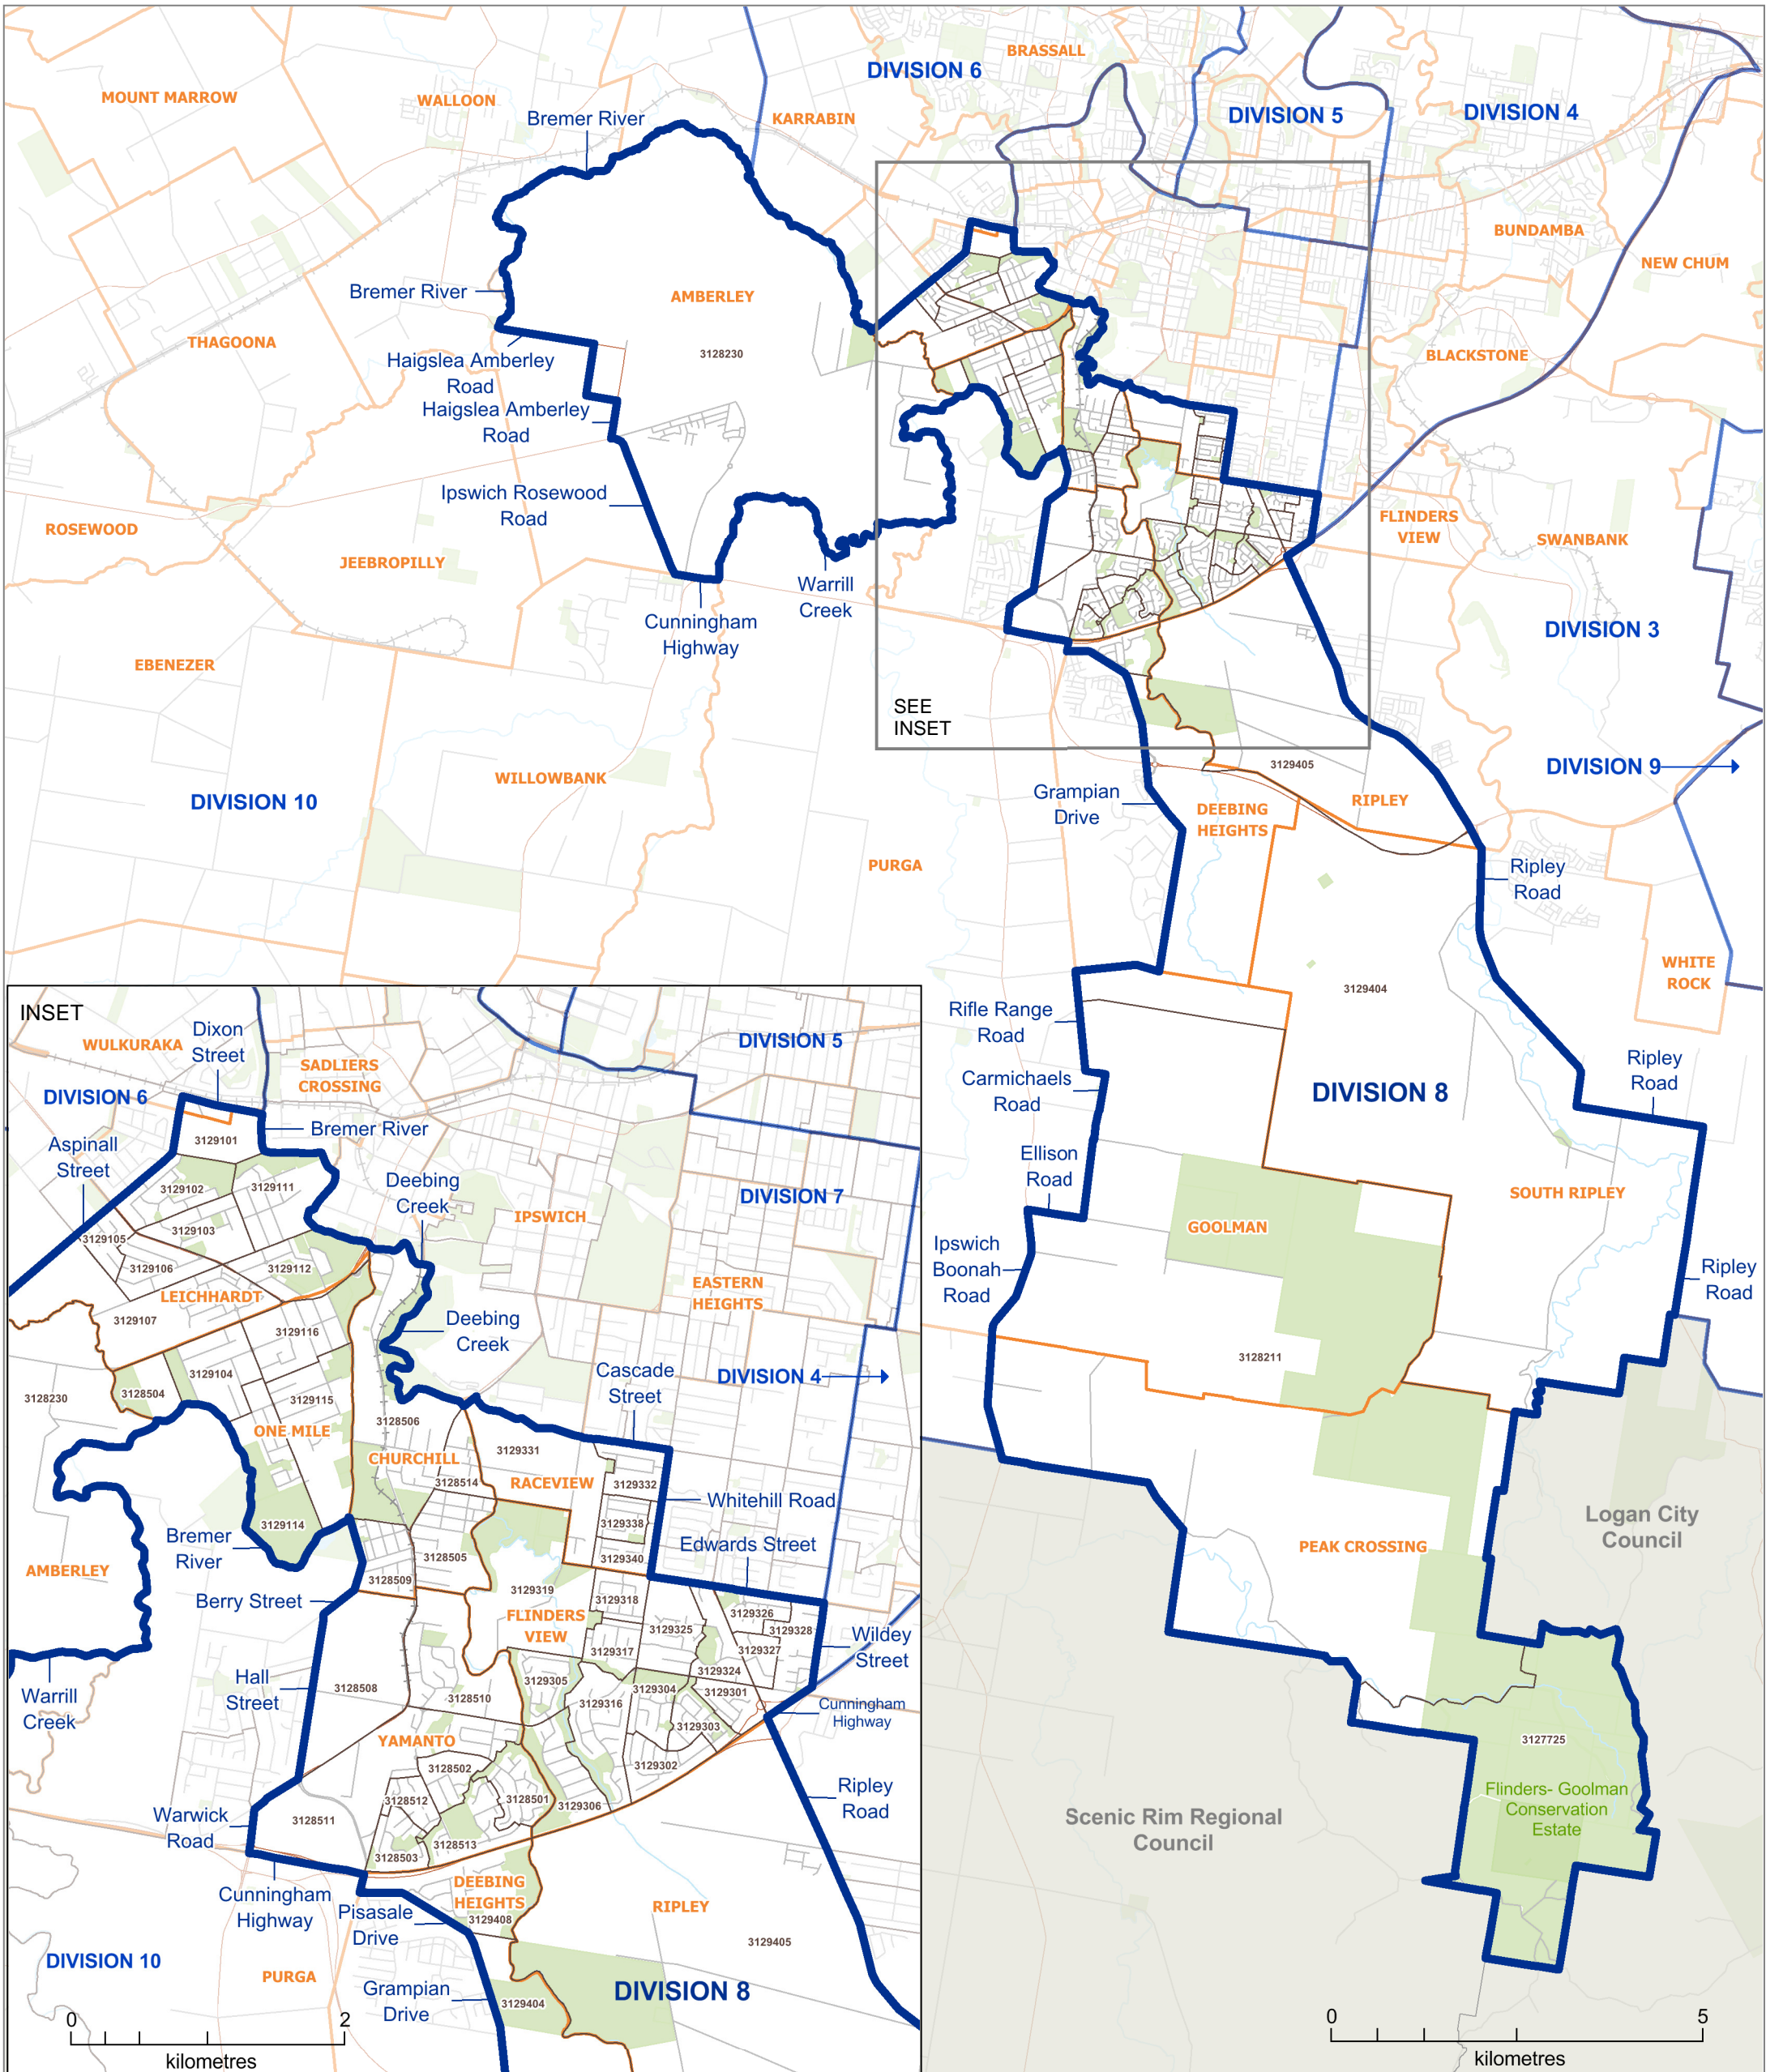 BRASSALL
DIVISION 6
MOUNT MARROW
WALLOON
Bremer River
KARRABIN
DIVISION 5
DIVISION 4
BUNDAMBA
NEW CHUM
Bremer River
AMBERLEY
THAGOONA
3128230
BLACKSTONE
Haigslea Amberley
Road
Haigslea Amberley
Road
Ipswich Rosewood
Road
ROSEWOOD
JEEBROPILLY
FLINDERS
VIEW
SWANBANK
Warrill
Creek
Cunningham
Highway
DIVISION 3
EBENEZER
SEE
INSET
WILLOWBANK
DIVISION 10
3129405
DIVISION 9
Grampian
Drive
DEEBING
HEIGHTS
RIPLEY
PURGA
Ripley
Road
WHITE
ROCK
3129404
Rifle Range
Road
Carmichaels
Road
DIVISION 8
Ripley
Road
Ellison
Road
SOUTH RIPLEY
GOOLMAN
Ipswich
Boonah
Road
Ripley
Road
3128211
Logan City
Council
PEAK CROSSING
3127725
Flinders- Goolman
Conservation
Estate
Scenic Rim Regional
Council
0 5
kilometres
INSET
WULKURAKA
Dixon
Street
SADLIERS
CROSSING
DIVISION 5
DIVISION 6
Bremer River
3129101
Aspinall
Street
3129102
3129111
Deebing
Creek
DIVISION 7
IPSWICH
3129103
3129105
3129106
3129112
LEICHHARDT
EASTERN
HEIGHTS
3129107
3129116
Deebing
Creek
3129104
Cascade
Street
DIVISION 4
3128230
3128504
3129115
3128506
ONE MILE
CHURCHILL
3129331
3128514
RACEVIEW
3129332
Whitehill Road
3129114
3129338
Bremer
River
Edwards Street
3128505
3129340
AMBERLEY
3128509
3129319
Berry Street
3129318
FLINDERS
VIEW
3129326
3129325
3129328
3129327
Wildey
Street
3129317
3129324
Hall
Street
3129305
3128508
3129304
3129301
3128510
3129316
Warrill
Creek
Cunningham
Highway
3129303
YAMANTO
3129302
3128502
Ripley
Road
3128512
3128501
3129306
Warwick
Road
3128511
3128513
3128503
DEEBING
HEIGHTS
Cunningham
Highway
Pisasale
Drive
3129408
RIPLEY
3129405
DIVISION 10
PURGA
Grampian
Drive
DIVISION 8
3129404
0 2
kilometres